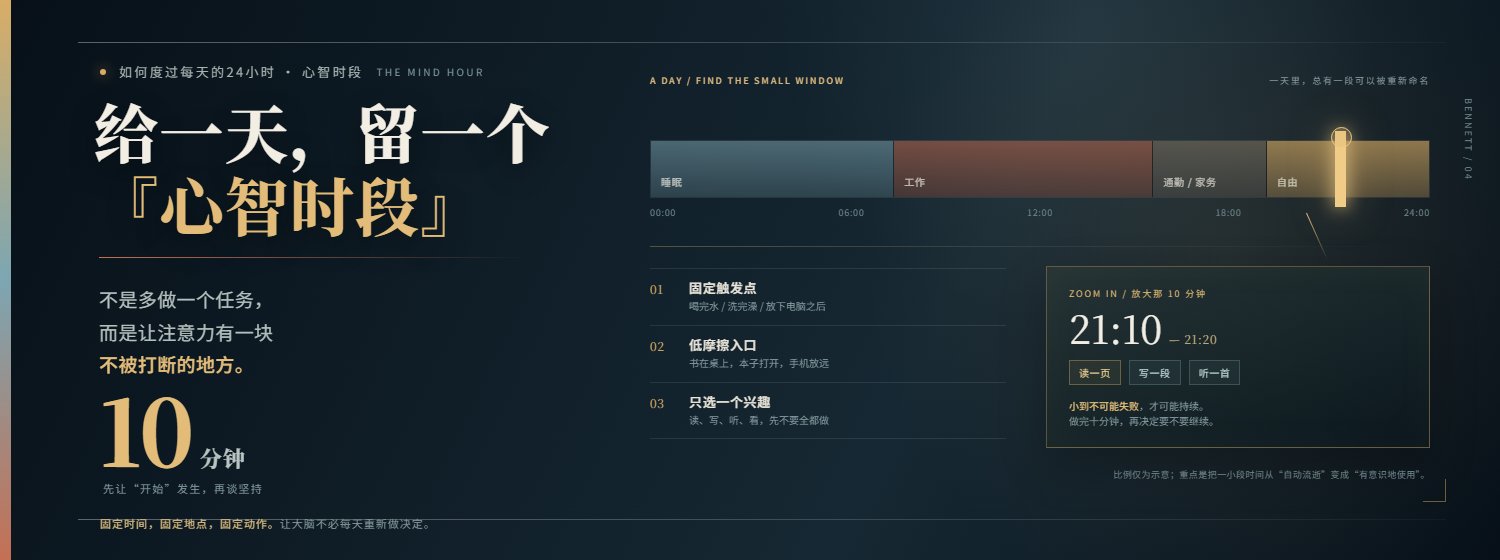 如何度过每天的24小时 · 心智时段 THE MIND HOUR
给一天，留一个
『心智时段』
不是多做一个任务，
而是让注意力有一块
不被打断的地方。
10 分钟
先让“开始”发生，再谈坚持
固定时间，固定地点，固定动作。让大脑不必每天重新做决定。
A DAY / FIND THE SMALL WINDOW
一天里，总有一段可以被重新命名
睡眠 工作 通勤 / 家务 自由
00:00 06:00 12:00 18:00 24:00
01 固定触发点
喝完水 / 洗完澡 / 放下电脑之后
02 低摩擦入口
书在桌上，本子打开，手机放远
03 只选一个兴趣
读、写、听、看，先不要全都做
ZOOM IN / 放大那 10 分钟
21:10 — 21:20
读一页 写一段 听一首
小到不可能失败，才可能持续。
做完十分钟，再决定要不要继续。
比例仅为示意；重点是把一小段时间从“自动流逝”变成“有意识地使用”。
BENNETT / 04